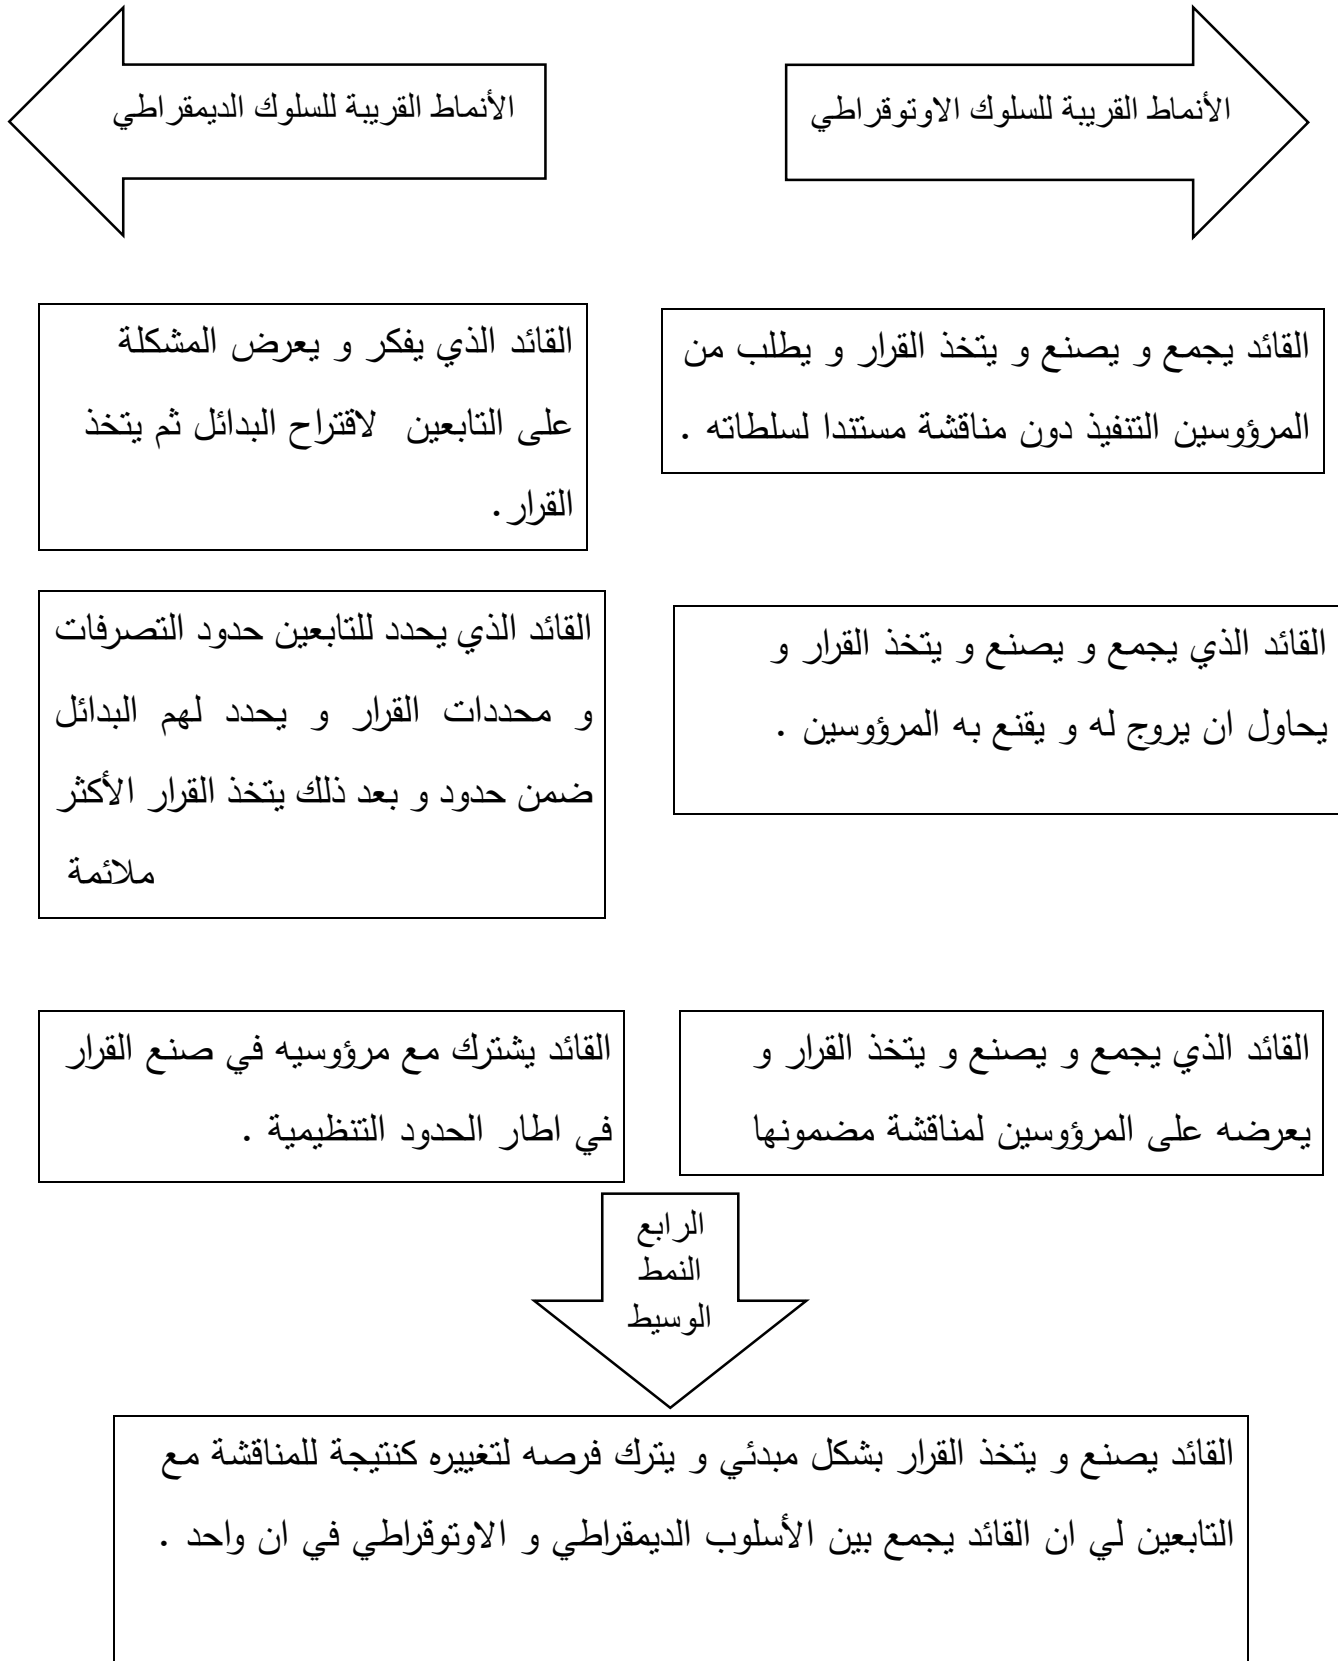 الأنماط القريبة للسلوك الاوتوقراطي
الأنماط القريبة للسلوك الديمقراطي
القائد يجمع و يصنع و يتخذ القرار و يطلب من
المرؤوسين التنفيذ دون مناقشة مستندا لسلطاته .
القائد الذي يفكر و يعرض المشكلة
على التابعين لاقتراح البدائل ثم يتخذ
القرار .
القائد الذي يجمع و يصنع و يتخذ القرار و
يحاول ان يروج له و يقنع به المرؤوسين .
القائد الذي يحدد للتابعين حدود التصرفات
و محددات القرار و يحدد لهم البدائل
ضمن حدود و بعد ذلك يتخذ القرار الأكثر
ملائمة
القائد الذي يجمع و يصنع و يتخذ القرار و
يعرضه على المرؤوسين لمناقشة مضمونها
القائد يشترك مع مرؤوسيه في صنع القرار
في اطار الحدود التنظيمية .
الرابع
النمط
الوسيط
القائد يصنع و يتخذ القرار بشكل مبدئي و يترك فرصه لتغييره كنتيجة للمناقشة مع
التابعين لي ان القائد يجمع بين الأسلوب الديمقراطي و الاوتوقراطي في ان واحد .